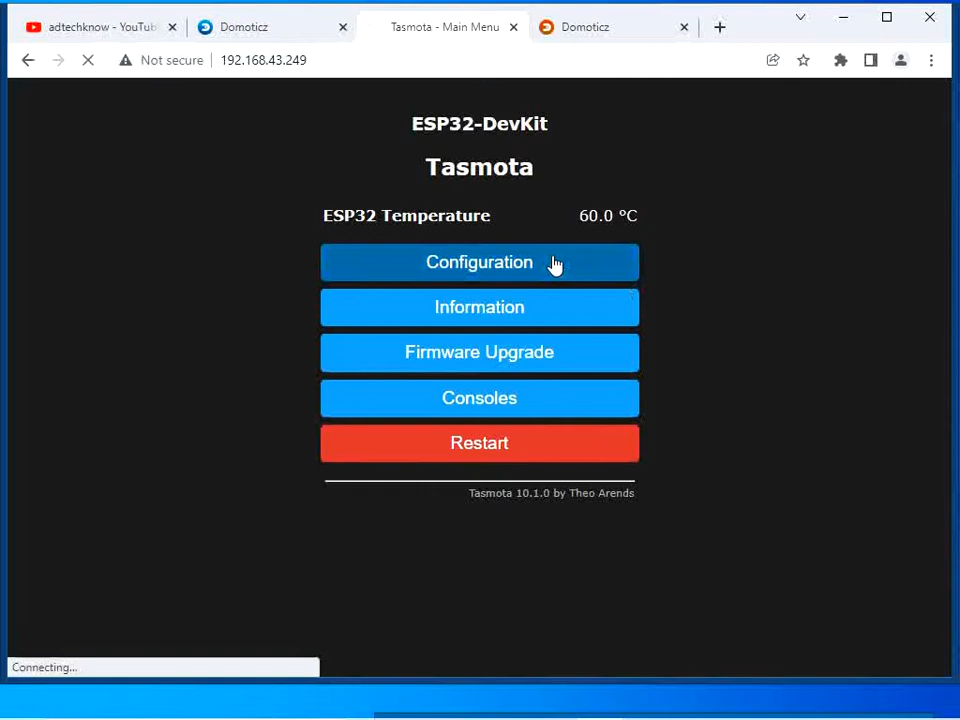 adtechknow - YouTub
Domoticz
Tasmota - Main Menu
Domoticz
Not secure
192.168.43.249
ESP32-DevKit
Tasmota
ESP32 Temperature 60.0 °C
Configuration
Information
Firmware Upgrade
Consoles
Restart
Tasmota 10.1.0 by Theo Arends
Connecting...